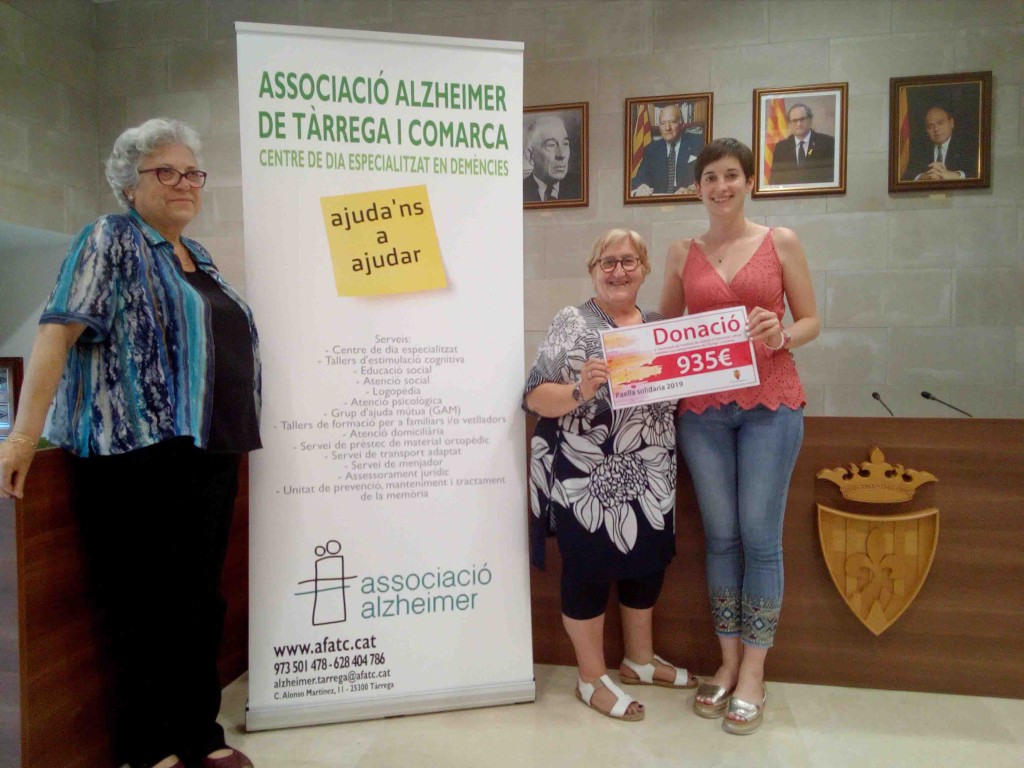 ASSOCIACIÓ ALZHEIMER
DE TÀRREGA I COMARCA
CENTRE DE DIA ESPECIALITZAT EN DEMÈNCIES
ajuda'ns
a
ajudar
Serveis:
- Centre de dia especialitzat
- Tallers d'estimulació cognitiva
- Educació social
- Atenció social
- Logopèdia
- Atenció psicològica
- Grup d'ajuda mútua (GAM)
- Tallers de formació per a familiars i/o vetlladors
- Atenció domiciliària
- Servei de préstec de material ortopèdic
- Servei de transport adaptat
- Servei de menjador
- Assessorament jurídic
- Unitat de prevenció, manteniment i tractament
de la memòria
associació
alzheimer
www.afatc.cat
973 501 478 - 628 404 786
alzheimer.tarrega@afatc.cat
C. Alonso Martínez, 11 - 25300 Tàrrega
Donació
935€
Paella solidària 2019